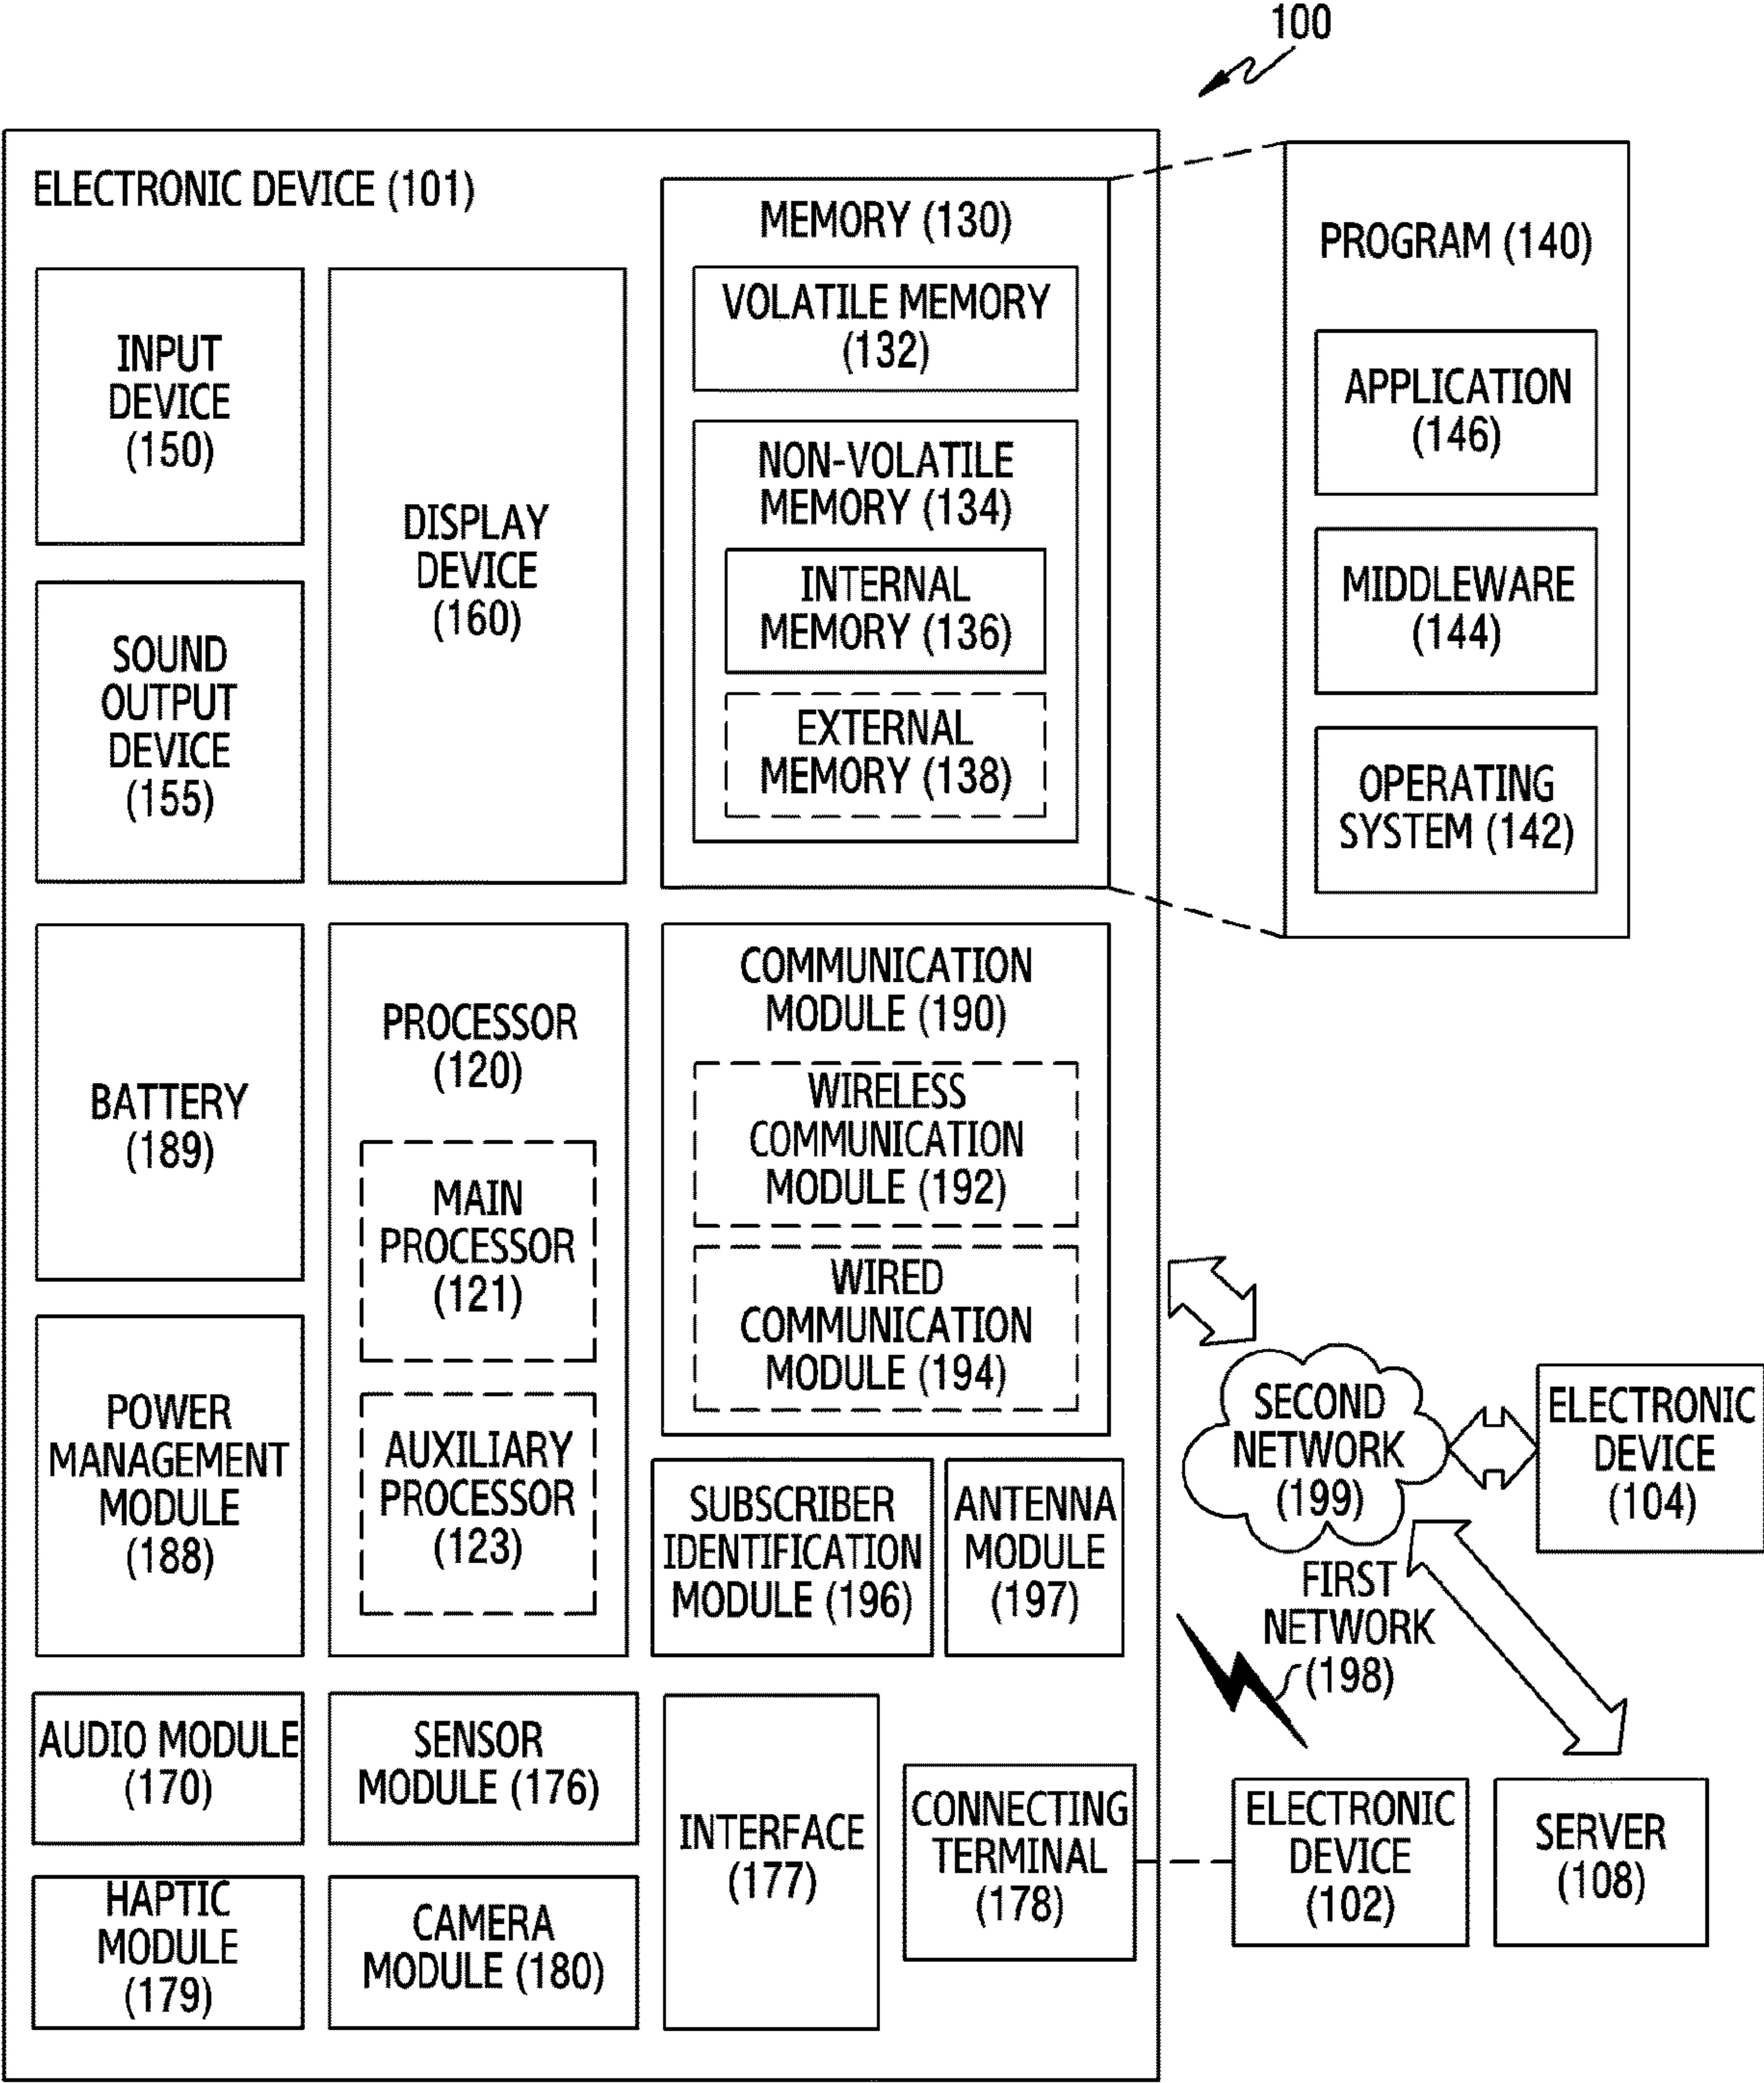 100
ELECTRONIC DEVICE (101)
INPUT
DEVICE
(150)
SOUND
OUTPUT
DEVICE
(155)
DISPLAY
DEVICE
(160)
MEMORY (130)
VOLATILE MEMORY
(132)
NON-VOLATILE
MEMORY (134)
INTERNAL
MEMORY (136)
EXTERNAL
MEMORY (138)
PROGRAM (140)
APPLICATION
(146)
MIDDLEWARE
(144)
OPERATING
SYSTEM (142)
BATTERY
(189)
POWER
MANAGEMENT
MODULE
(188)
PROCESSOR
(120)
MAIN
PROCESSOR
(121)
AUXILIARY
PROCESSOR
(123)
COMMUNICATION
MODULE (190)
WIRELESS
COMMUNICATION
MODULE (192)
WIRED
COMMUNICATION
MODULE (194)
SUBSCRIBER
IDENTIFICATION
MODULE (196)
ANTENNA
MODULE
(197)
SECOND
NETWORK
(199)
ELECTRONIC
DEVICE
(104)
FIRST
NETWORK
(198)
AUDIO MODULE
(170)
SENSOR
MODULE (176)
HAPTIC
MODULE
(179)
CAMERA
MODULE (180)
INTERFACE
(177)
CONNECTING
TERMINAL
(178)
ELECTRONIC
DEVICE
(102)
SERVER
(108)